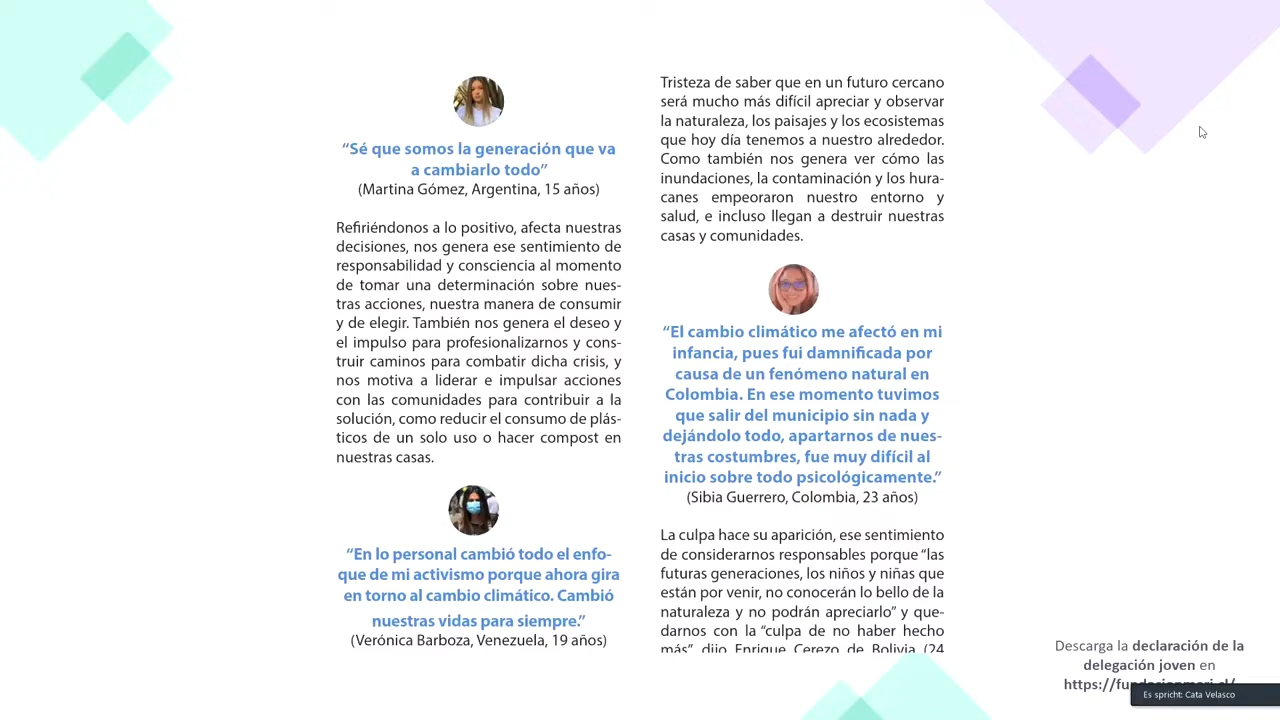 “Sé que somos la generación que va
a cambiarlo todo”
(Martina Gómez, Argentina, 15 años)
Refiriéndonos a lo positivo, afecta nuestras
decisiones, nos genera ese sentimiento de
responsabilidad y consciencia al momento
de tomar una determinación sobre nues-
tras acciones, nuestra manera de consumir
y de elegir. También nos genera el deseo y
el impulso para profesionalizarnos y cons-
truir caminos para combatir dicha crisis, y
nos motiva a liderar e impulsar acciones
con las comunidades para contribuir a la
solución, como reducir el consumo de plás-
ticos de un solo uso o hacer compost en
nuestras casas.
“En lo personal cambió todo el enfo-
que de mi activismo porque ahora gira
en torno al cambio climático. Cambió
nuestras vidas para siempre.”
(Verónica Barboza, Venezuela, 19 años)
Tristeza de saber que en un futuro cercano
será mucho más difícil apreciar y observar
la naturaleza, los paisajes y los ecosistemas
que hoy día tenemos a nuestro alrededor.
Como también nos genera ver cómo las
inundaciones, la contaminación y los hura-
canes empeoraron nuestro entorno y
salud, e incluso llegan a destruir nuestras
casas y comunidades.
“El cambio climático me afectó en mi
infancia, pues fui damnificada por
causa de un fenómeno natural en
Colombia. En ese momento tuvimos
que salir del municipio sin nada y
dejándolo todo, apartarnos de nues-
tras costumbres, fue muy difícil al
inicio sobre todo psicológicamente.”
(Sibia Guerrero, Colombia, 23 años)
La culpa hace su aparición, ese sentimiento
de considerarnos responsables porque “las
futuras generaciones, los niños y niñas que
están por venir, no conocerán lo bello de la
naturaleza y no podrán apreciarlo” y que-
darnos con la “culpa de no haber hecho
más”, dijo Enrique Cerezo de Bolivia (24
Descarga la declaración de la
delegación joven en
https://fundacionmeri.cl/
Es spricht: Cata Velasco